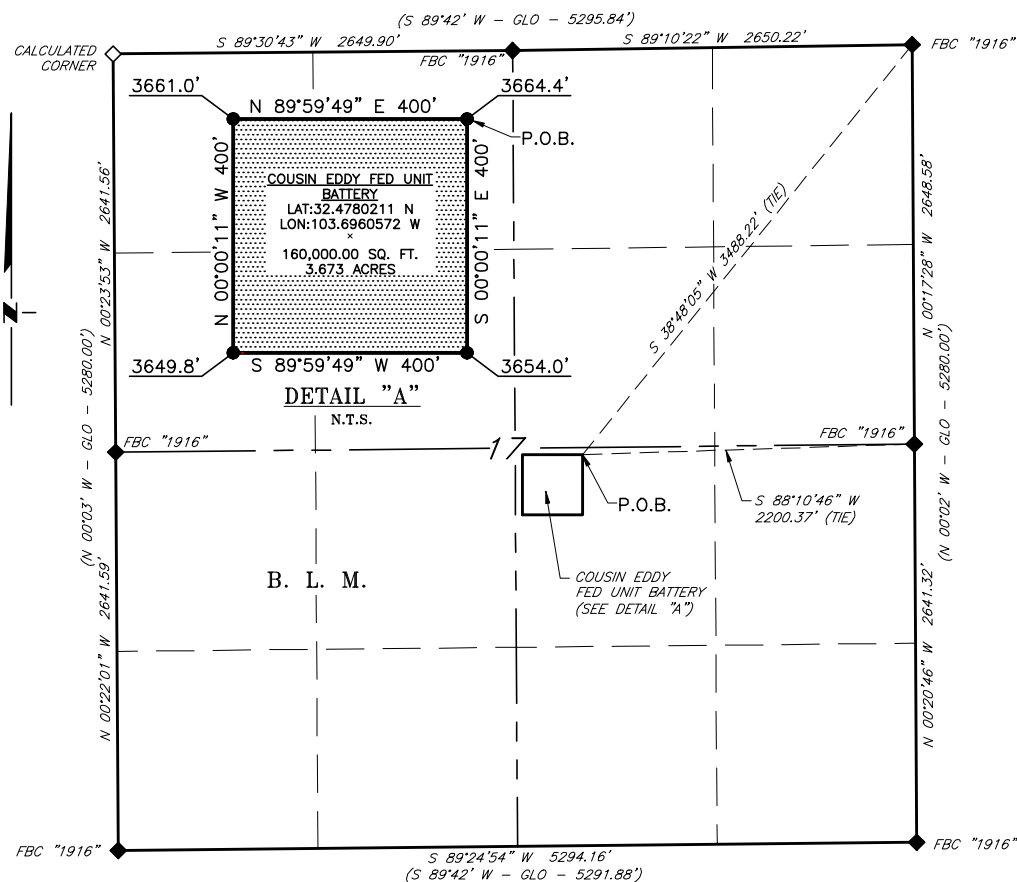 (S 89°42' W - GLO - 5295.84')
S 89°30'43" W 2649.90'
S 89°10'22" W 2650.22'
CALCULATED
CORNER
FBC "1916"
FBC "1916"
3661.0'
3664.4'
N 89°59'49" E 400'
P.O.B.
N 00°00'11" W 400'
S 00°00'11" E 400'
COUSIN EDDY FED UNIT
BATTERY
LAT:32.4780211 N
LON:103.6960572 W
×
160,000.00 SQ. FT.
3.673 ACRES
3649.8'
3654.0'
S 89°59'49" W 400'
DETAIL "A"
N.T.S.
N 00°23'53" W 2641.56'
N 00°17'28" W 2648.58'
S 38°48'05" W 3488.22' (TIE)
Z
(N 00°03' W - GLO - 5280.00')
(N 00°02' W - GLO - 5280.00')
FBC "1916"
17
FBC "1916"
P.O.B.
S 88°10'46" W
2200.37' (TIE)
COUSIN EDDY
FED UNIT BATTERY
(SEE DETAIL "A")
B. L. M.
N 00°22'01" W 2641.59'
N 00°20'46" W 2641.32'
FBC "1916"
FBC "1916"
S 89°24'54" W 5294.16'
(S 89°42' W - GLO - 5291.88')